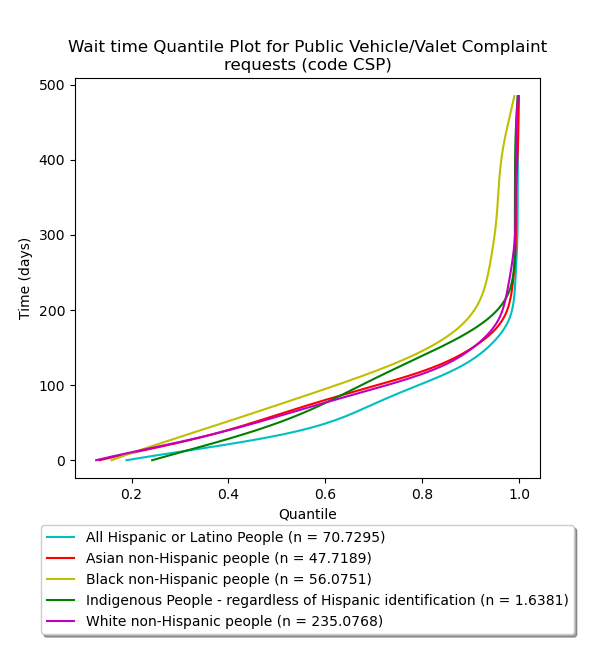 Wait time Quantile Plot for Public Vehicle/Valet Complaint
requests (code CSP)
500
400
300
200
100
0
Time (days)
0.2 0.4 0.6 0.8 1.0
Quantile
All Hispanic or Latino People (n = 70.7295)
Asian non-Hispanic people (n = 47.7189)
Black non-Hispanic people (n = 56.0751)
Indigenous People - regardless of Hispanic identification (n = 1.6381)
White non-Hispanic people (n = 235.0768)